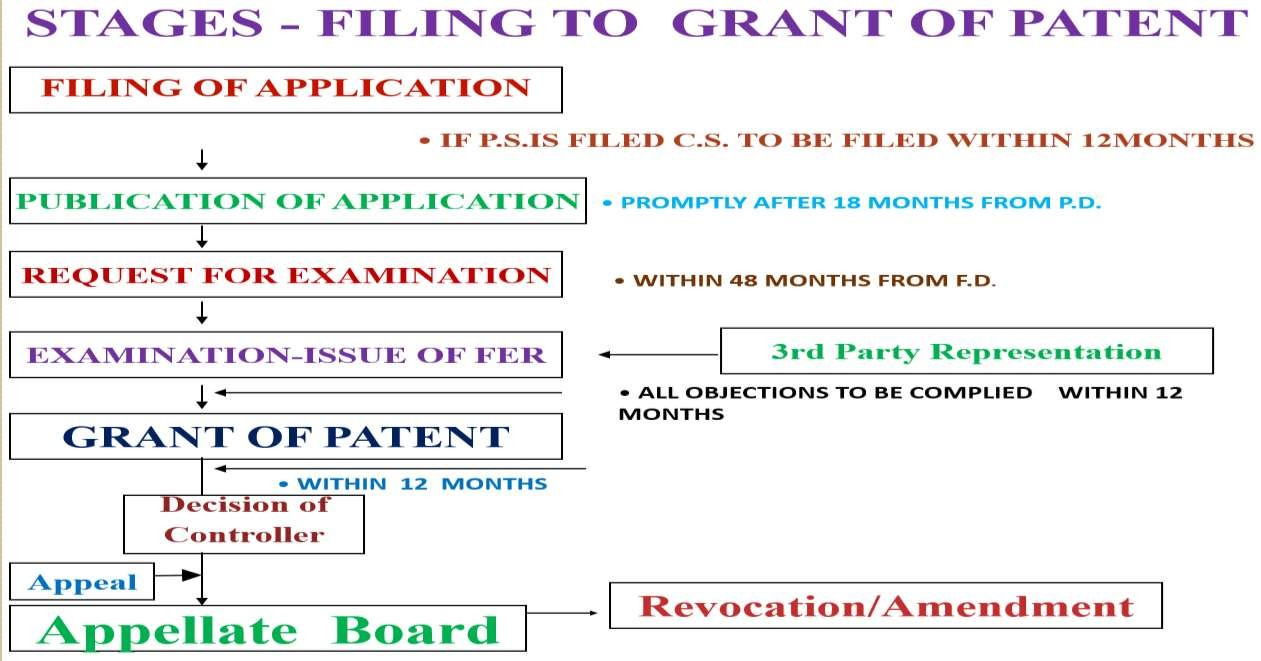 STAGES - FILING TO GRANT OF PATENT
FILING OF APPLICATION
• IF P.S.IS FILED C.S. TO BE FILED WITHIN 12MONTHS
PUBLICATION OF APPLICATION
• PROMPTLY AFTER 18 MONTHS FROM P.D.
REQUEST FOR EXAMINATION
• WITHIN 48 MONTHS FROM F.D.
EXAMINATION-ISSUE OF FER
3rd Party Representation
• ALL OBJECTIONS TO BE COMPLIED WITHIN 12
MONTHS
GRANT OF PATENT
• WITHIN 12 MONTHS
Decision of
Controller
Appeal
Appellate Board
Revocation/Amendment